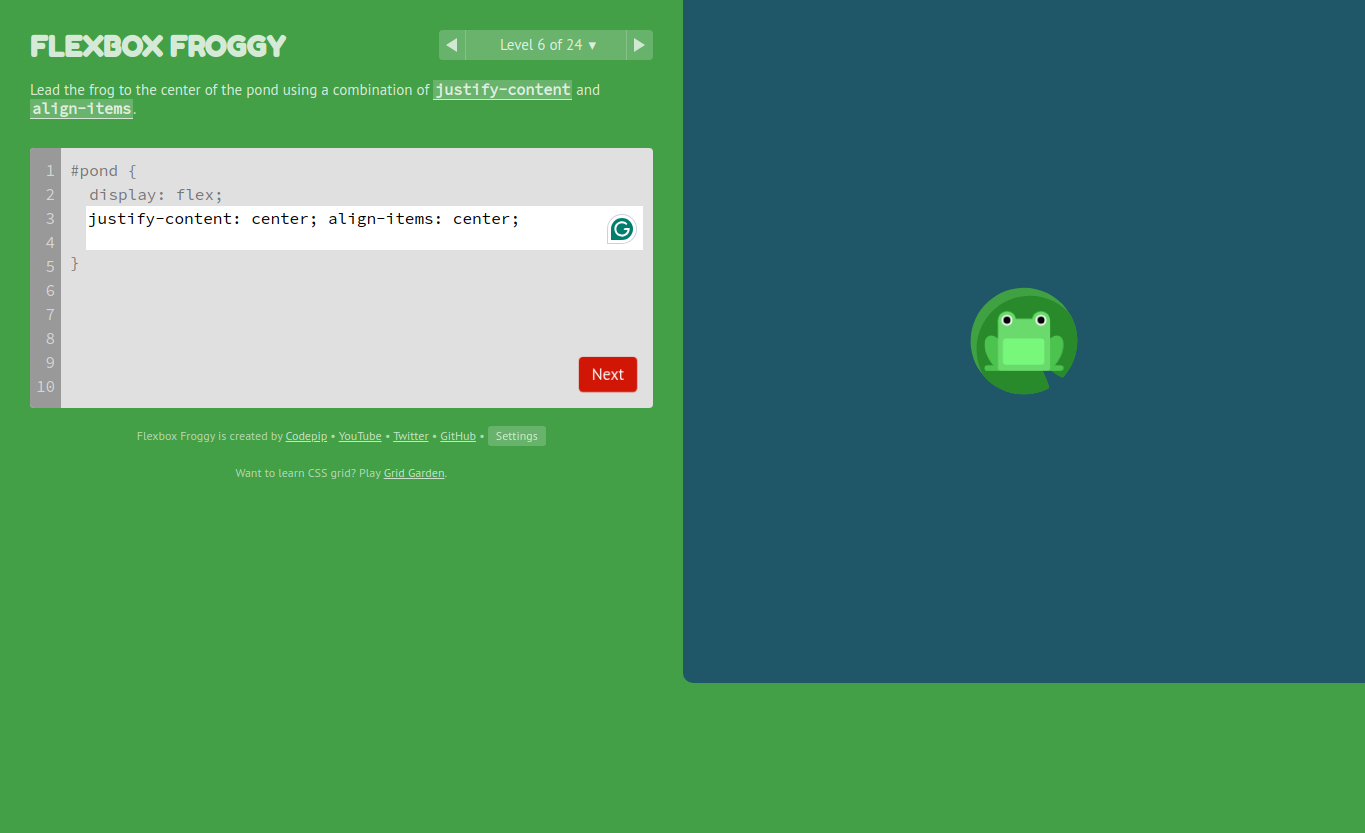 FLEXBOX FROGGY
Level 6 of 24 ▼
Lead the frog to the center of the pond using a combination of justify-content and
align-items.
1 #pond {
2 display: flex;
3 justify-content: center; align-items: center;
4
5 }
6
7
8
9
10
Next
Flexbox Froggy is created by Codepip • YouTube • Twitter • GitHub • Settings
Want to learn CSS grid? Play Grid Garden.